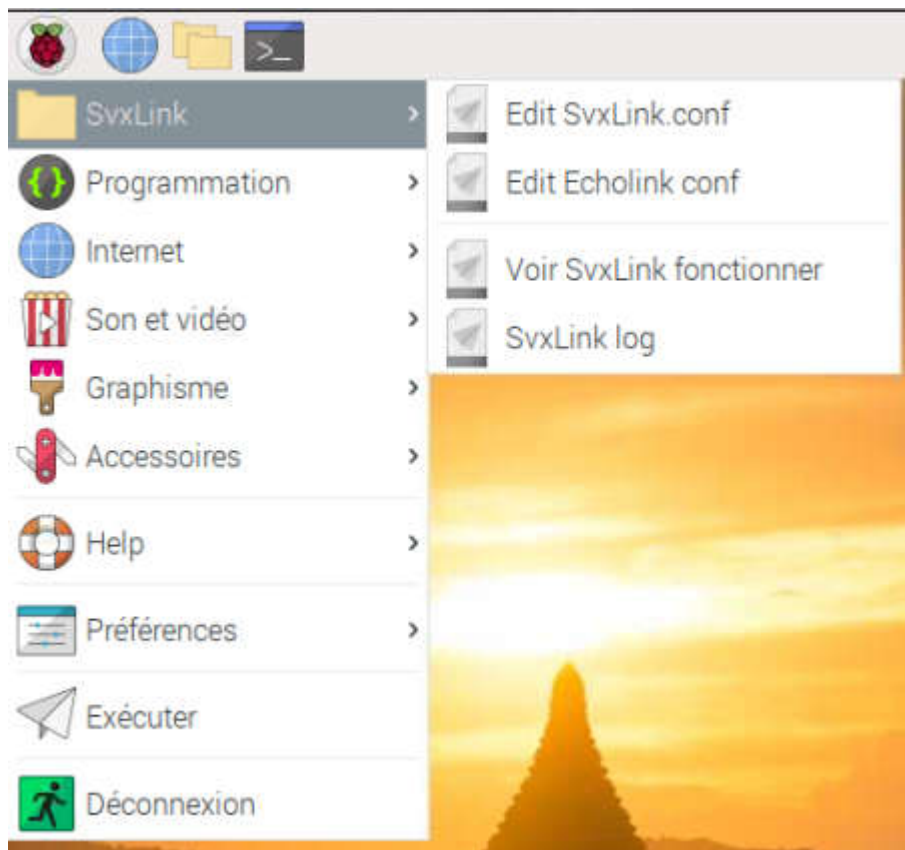 >_
SvxLink
Programmation
Internet
Son et vidéo
Graphisme
Accessoires
Help
Préférences
Exécuter
Déconnexion
Edit SvxLink.conf
Edit Echolink conf
Voir SvxLink fonctionner
SvxLink log